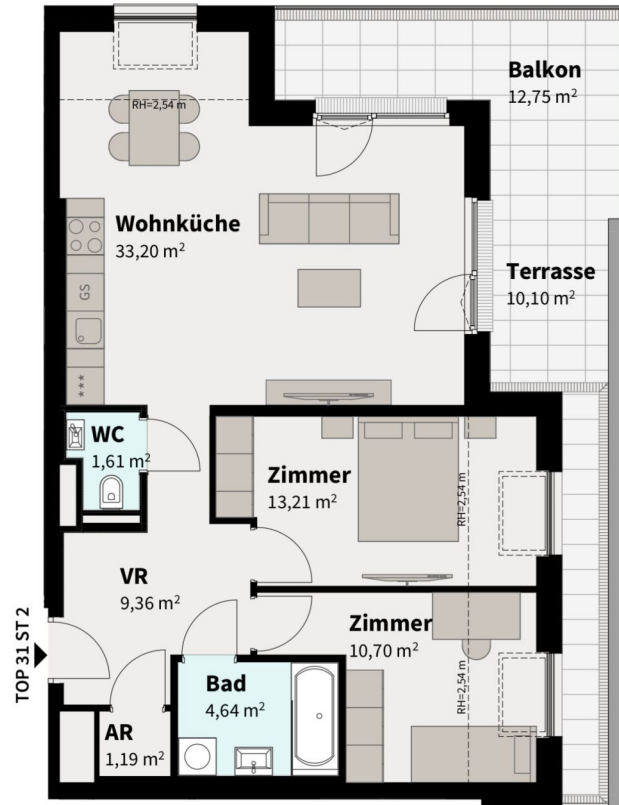 Balkon
12,75 m²
RH=2,54 m
Wohnküche
33,20 m²
GS
Terrasse
10,10 m²
***
WC
1,61 m²
Zimmer
13,21 m²
RH=2,54 m
VR
9,36 m²
Zimmer
10,70 m²
RH=2,54 m
TOP 31 ST 2
Bad
4,64 m²
AR
1,19 m²